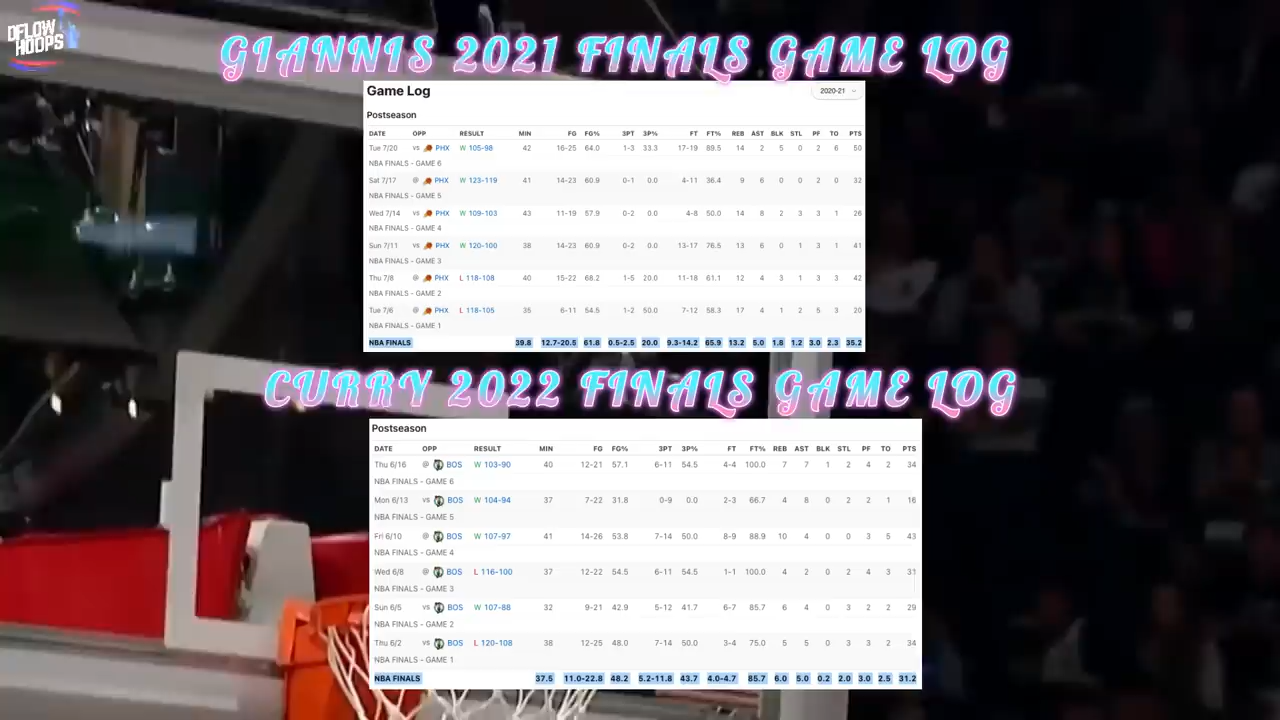 DFLOW
HOOPS
GIANNIS 2021 FINALS GAME LOG
Game Log
2020-21
Postseason
DATE OPP RESULT MIN FG FG% 3PT 3P% FT FT% REB AST BLK STL PF TO PTS
Tue 7/20 vs PHX W 105-98 42 16-25 64.0 1-3 33.3 17-19 89.5 14 2 5 0 2 6 50
NBA FINALS - GAME 6
Sat 7/17 @ PHX W 123-119 41 14-23 60.9 0-1 0.0 4-11 36.4 9 6 0 0 2 0 32
NBA FINALS - GAME 5
Wed 7/14 vs PHX W 109-103 43 11-19 57.9 0-2 0.0 4-8 50.0 14 8 2 3 3 1 26
NBA FINALS - GAME 4
Sun 7/11 vs PHX W 120-100 38 14-23 60.9 0-2 0.0 13-17 76.5 13 6 0 1 3 1 41
NBA FINALS - GAME 3
Thu 7/8 @ PHX L 118-108 40 15-22 68.2 1-5 20.0 11-18 61.1 12 4 3 1 3 3 42
NBA FINALS - GAME 2
Tue 7/6 @ PHX L 118-105 35 6-11 54.5 1-2 50.0 7-12 58.3 17 4 1 2 5 3 20
NBA FINALS - GAME 1
NBA FINALS 39.8 12.7-20.5 61.8 0.5-2.5 20.0 9.3-14.2 65.9 13.2 5.0 1.8 1.2 3.0 2.3 35.2
CURRY 2022 FINALS GAME LOG
Postseason
DATE OPP RESULT MIN FG FG% 3PT 3P% FT FT% REB AST BLK STL PF TO PTS
Thu 6/16 @ BOS W 103-90 40 12-21 57.1 6-11 54.5 4-4 100.0 7 7 1 2 4 2 34
NBA FINALS - GAME 6
Mon 6/13 vs BOS W 104-94 37 7-22 31.8 0-9 0.0 2-3 66.7 4 8 0 2 2 1 16
NBA FINALS - GAME 5
Fri 6/10 @ BOS W 107-97 41 14-26 53.8 7-14 50.0 8-9 88.9 10 4 0 0 3 5 43
NBA FINALS - GAME 4
Wed 6/8 @ BOS L 116-100 37 12-22 54.5 6-11 54.5 1-1 100.0 4 2 0 2 4 3 31
NBA FINALS - GAME 3
Sun 6/5 vs BOS W 107-88 32 9-21 42.9 5-12 41.7 6-7 85.7 6 4 0 3 2 2 29
NBA FINALS - GAME 2
Thu 6/2 vs BOS L 120-108 38 12-25 48.0 7-14 50.0 3-4 75.0 5 5 0 3 3 2 34
NBA FINALS - GAME 1
NBA FINALS 37.5 11.0-22.8 48.2 5.2-11.8 43.7 4.0-4.7 85.7 6.0 5.0 0.2 2.0 3.0 2.5 31.2